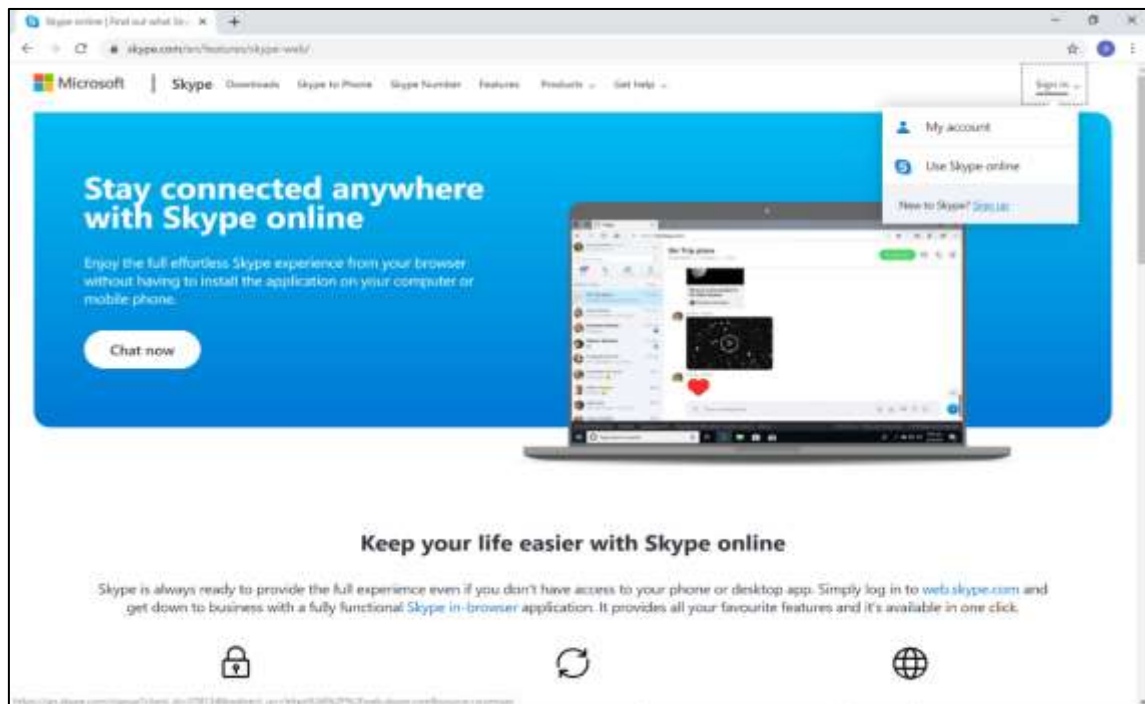 Skype online | Find out what
skype.com/en/features/skype-web/
Microsoft | Skype Downloads Skype to Phone Skype Number Features Products Get help Sign in
My account
Use Skype online
New to Skype? Sign up
Stay connected anywhere
with Skype online
Enjoy the full effortless Skype experience from your browser
without having to install the application on your computer or
mobile phone.
Chat now
Keep your life easier with Skype online
Skype is always ready to provide the full experience even if you don't have access to your phone or desktop app. Simply log in to web.skype.com and
get down to business with a fully functional Skype in-browser application. It provides all your favourite features and it's available in one click.